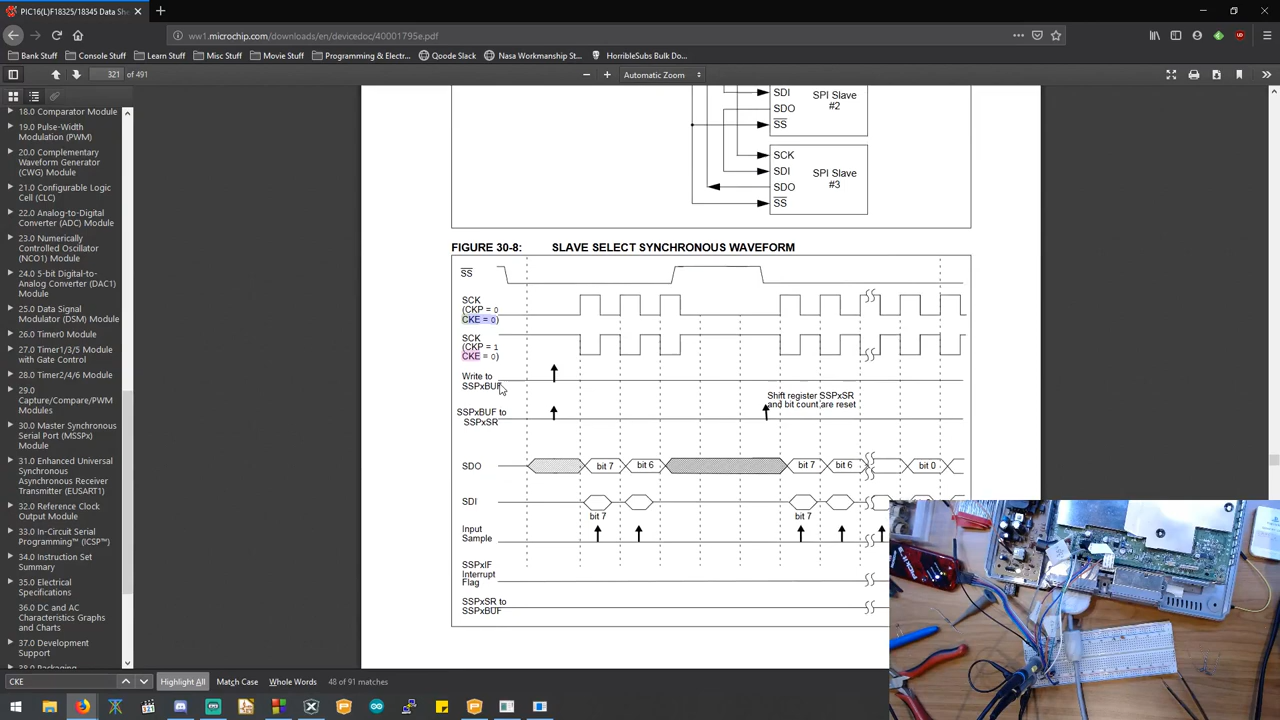 PIC16(L)F18325/18345 Data She
ww1.microchip.com/downloads/en/devicedoc/40001795e.pdf
Bank Stuff
Console Stuff
Learn Stuff
Misc Stuff
Movie Stuff
Programming & Electr...
Qcode Slack
Nasa Workmanship St...
HorribleSubs Bulk Do...
321 of 491
Automatic Zoom
18.0 Comparator Module
19.0 Pulse-Width
Modulation (PWM)
20.0 Complementary
Waveform Generator
(CWG) Module
21.0 Configurable Logic
Cell (CLC)
22.0 Analog-to-Digital
Converter (ADC) Module
23.0 Numerically
Controlled Oscillator
(NCO1) Module
24.0 5-bit Digital-to-
Analog Converter (DAC1)
Module
25.0 Data Signal
Modulator (DSM) Module
26.0 Timer0 Module
27.0 Timer1/3/5 Module
with Gate Control
28.0 Timer2/4/6 Module
29.0
Capture/Compare/PWM
Modules
30.0 Master Synchronous
Serial Port (MSSPx)
Module
31.0 Enhanced Universal
Synchronous
Asynchronous Receiver
Transmitter (EUSART1)
32.0 Reference Clock
Output Module
33.0 In-Circuit Serial
Programming™ (ICSP™)
34.0 Instruction Set
Summary
35.0 Electrical
Specifications
36.0 DC and AC
Characteristics Graphs
and Charts
37.0 Development
Support
38.0 Packaging
SDI
SDO
SS
SPI Slave
#2
SCK
SDI
SDO
SS
SPI Slave
#3
FIGURE 30-8: SLAVE SELECT SYNCHRONOUS WAVEFORM
SS
SCK
(CKP = 0
CKE = 0)
SCK
(CKP = 1
CKE = 0)
Write to
SSPxBUF
Shift register SSPxSR
and bit count are reset
SSPxBUF to
SSPxSR
SDO
bit 7
bit 6
bit 7
bit 6
bit 0
SDI
bit 7
bit 7
Input
Sample
SSPxIF
Interrupt
Flag
SSPxSR to
SSPxBUF
CKE
Highlight All
Match Case
Whole Words
48 of 91 matches